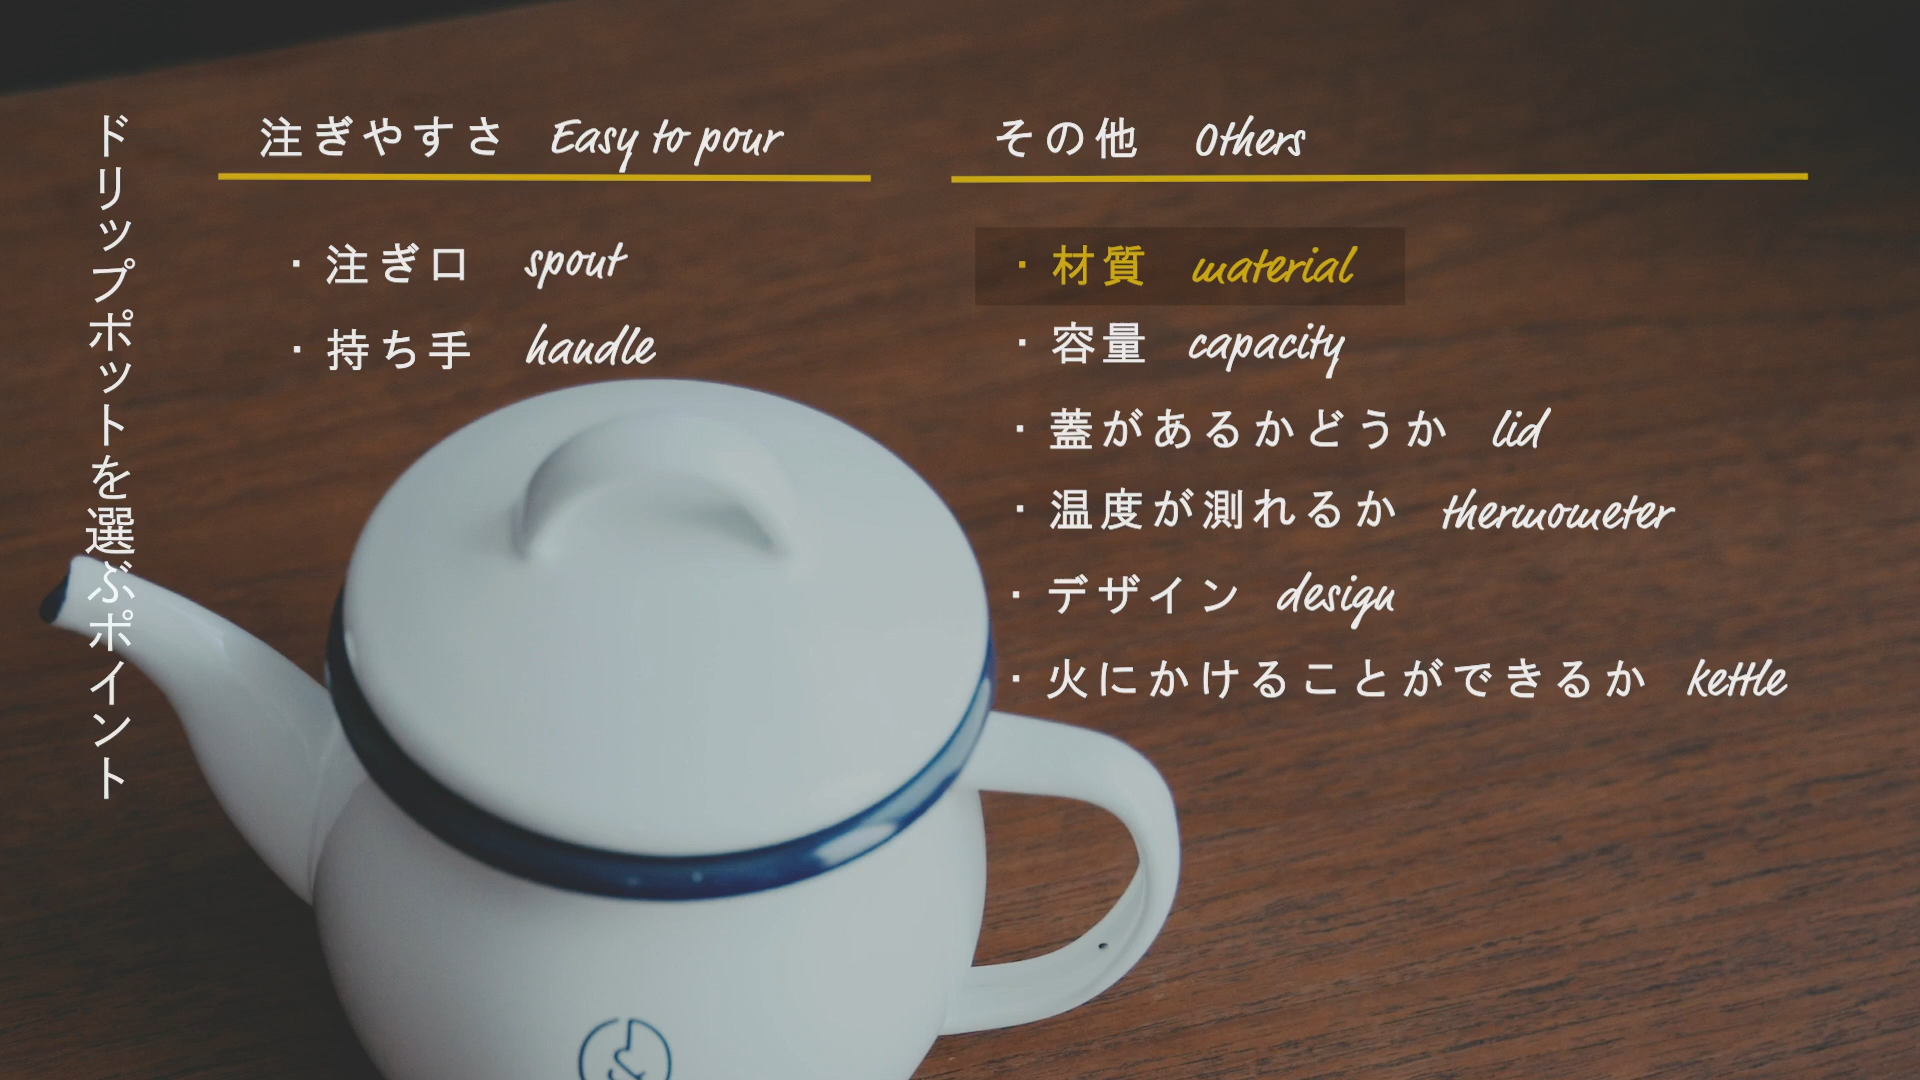 ドリップポットを選ぶポイント
注ぎやすさ Easy to pour
・注ぎ口 spout
・持ち手 handle
その他 Others
・材質 material
・容量 capacity
・蓋があるかどうか lid
・温度が測れるか thermometer
・デザイン design
・火にかけることができるか kettle